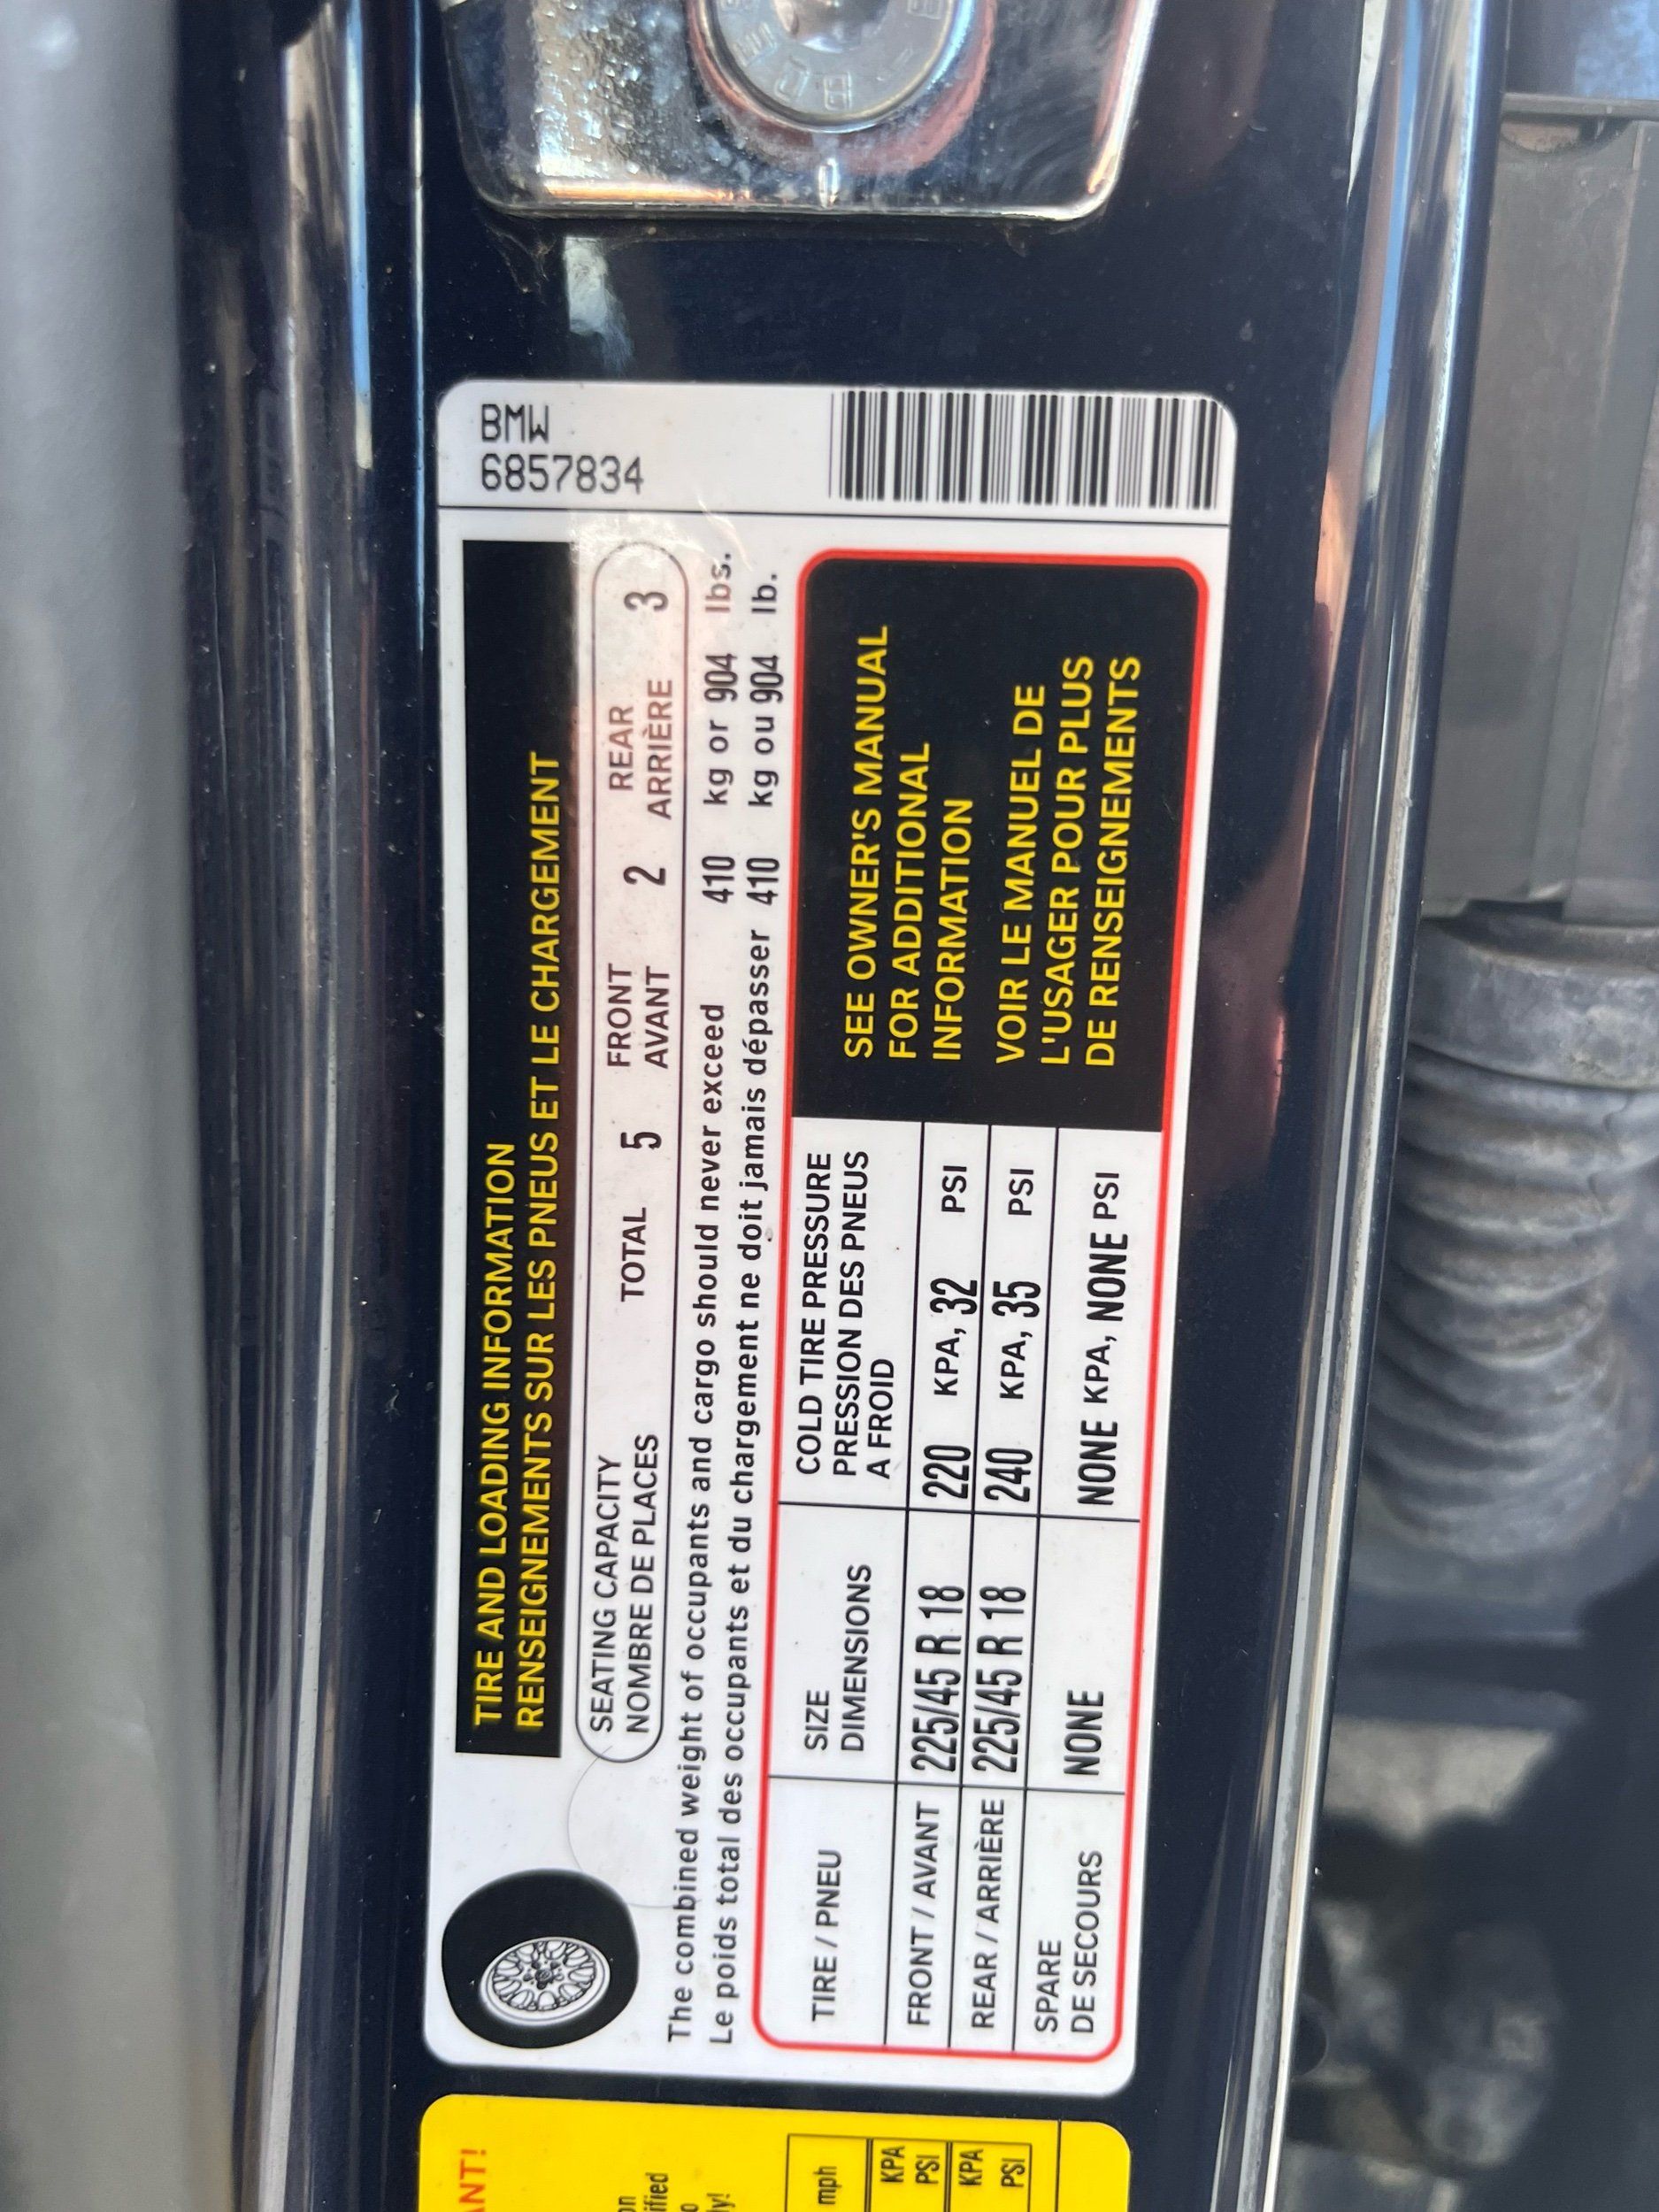 BMW
6857834
TIRE AND LOADING INFORMATION
RENSEIGNEMENTS SUR LES PNEUS ET LE CHARGEMENT
SEATING CAPACITY TOTAL 5 FRONT 2 REAR 3
NOMBRE DE PLACES AVANT ARRIÈRE
The combined weight of occupants and cargo should never exceed 410 kg or 904 lbs.
Le poids total des occupants et du chargement ne doit jamais dépasser 410 kg ou 904 lb.
TIRE / PNEU SIZE COLD TIRE PRESSURE
DIMENSIONS PRESSION DES PNEUS
A FROID
FRONT / AVANT 225/45 R 18 220 KPA, 32 PSI
REAR / ARRIÈRE 225/45 R 18 240 KPA, 35 PSI
SPARE NONE NONE KPA, NONE PSI
DE SECOURS
SEE OWNER'S MANUAL
FOR ADDITIONAL
INFORMATION
VOIR LE MANUEL DE
L'USAGER POUR PLUS
DE RENSEIGNEMENTS
mph
KPA
PSI
KPA
PSI